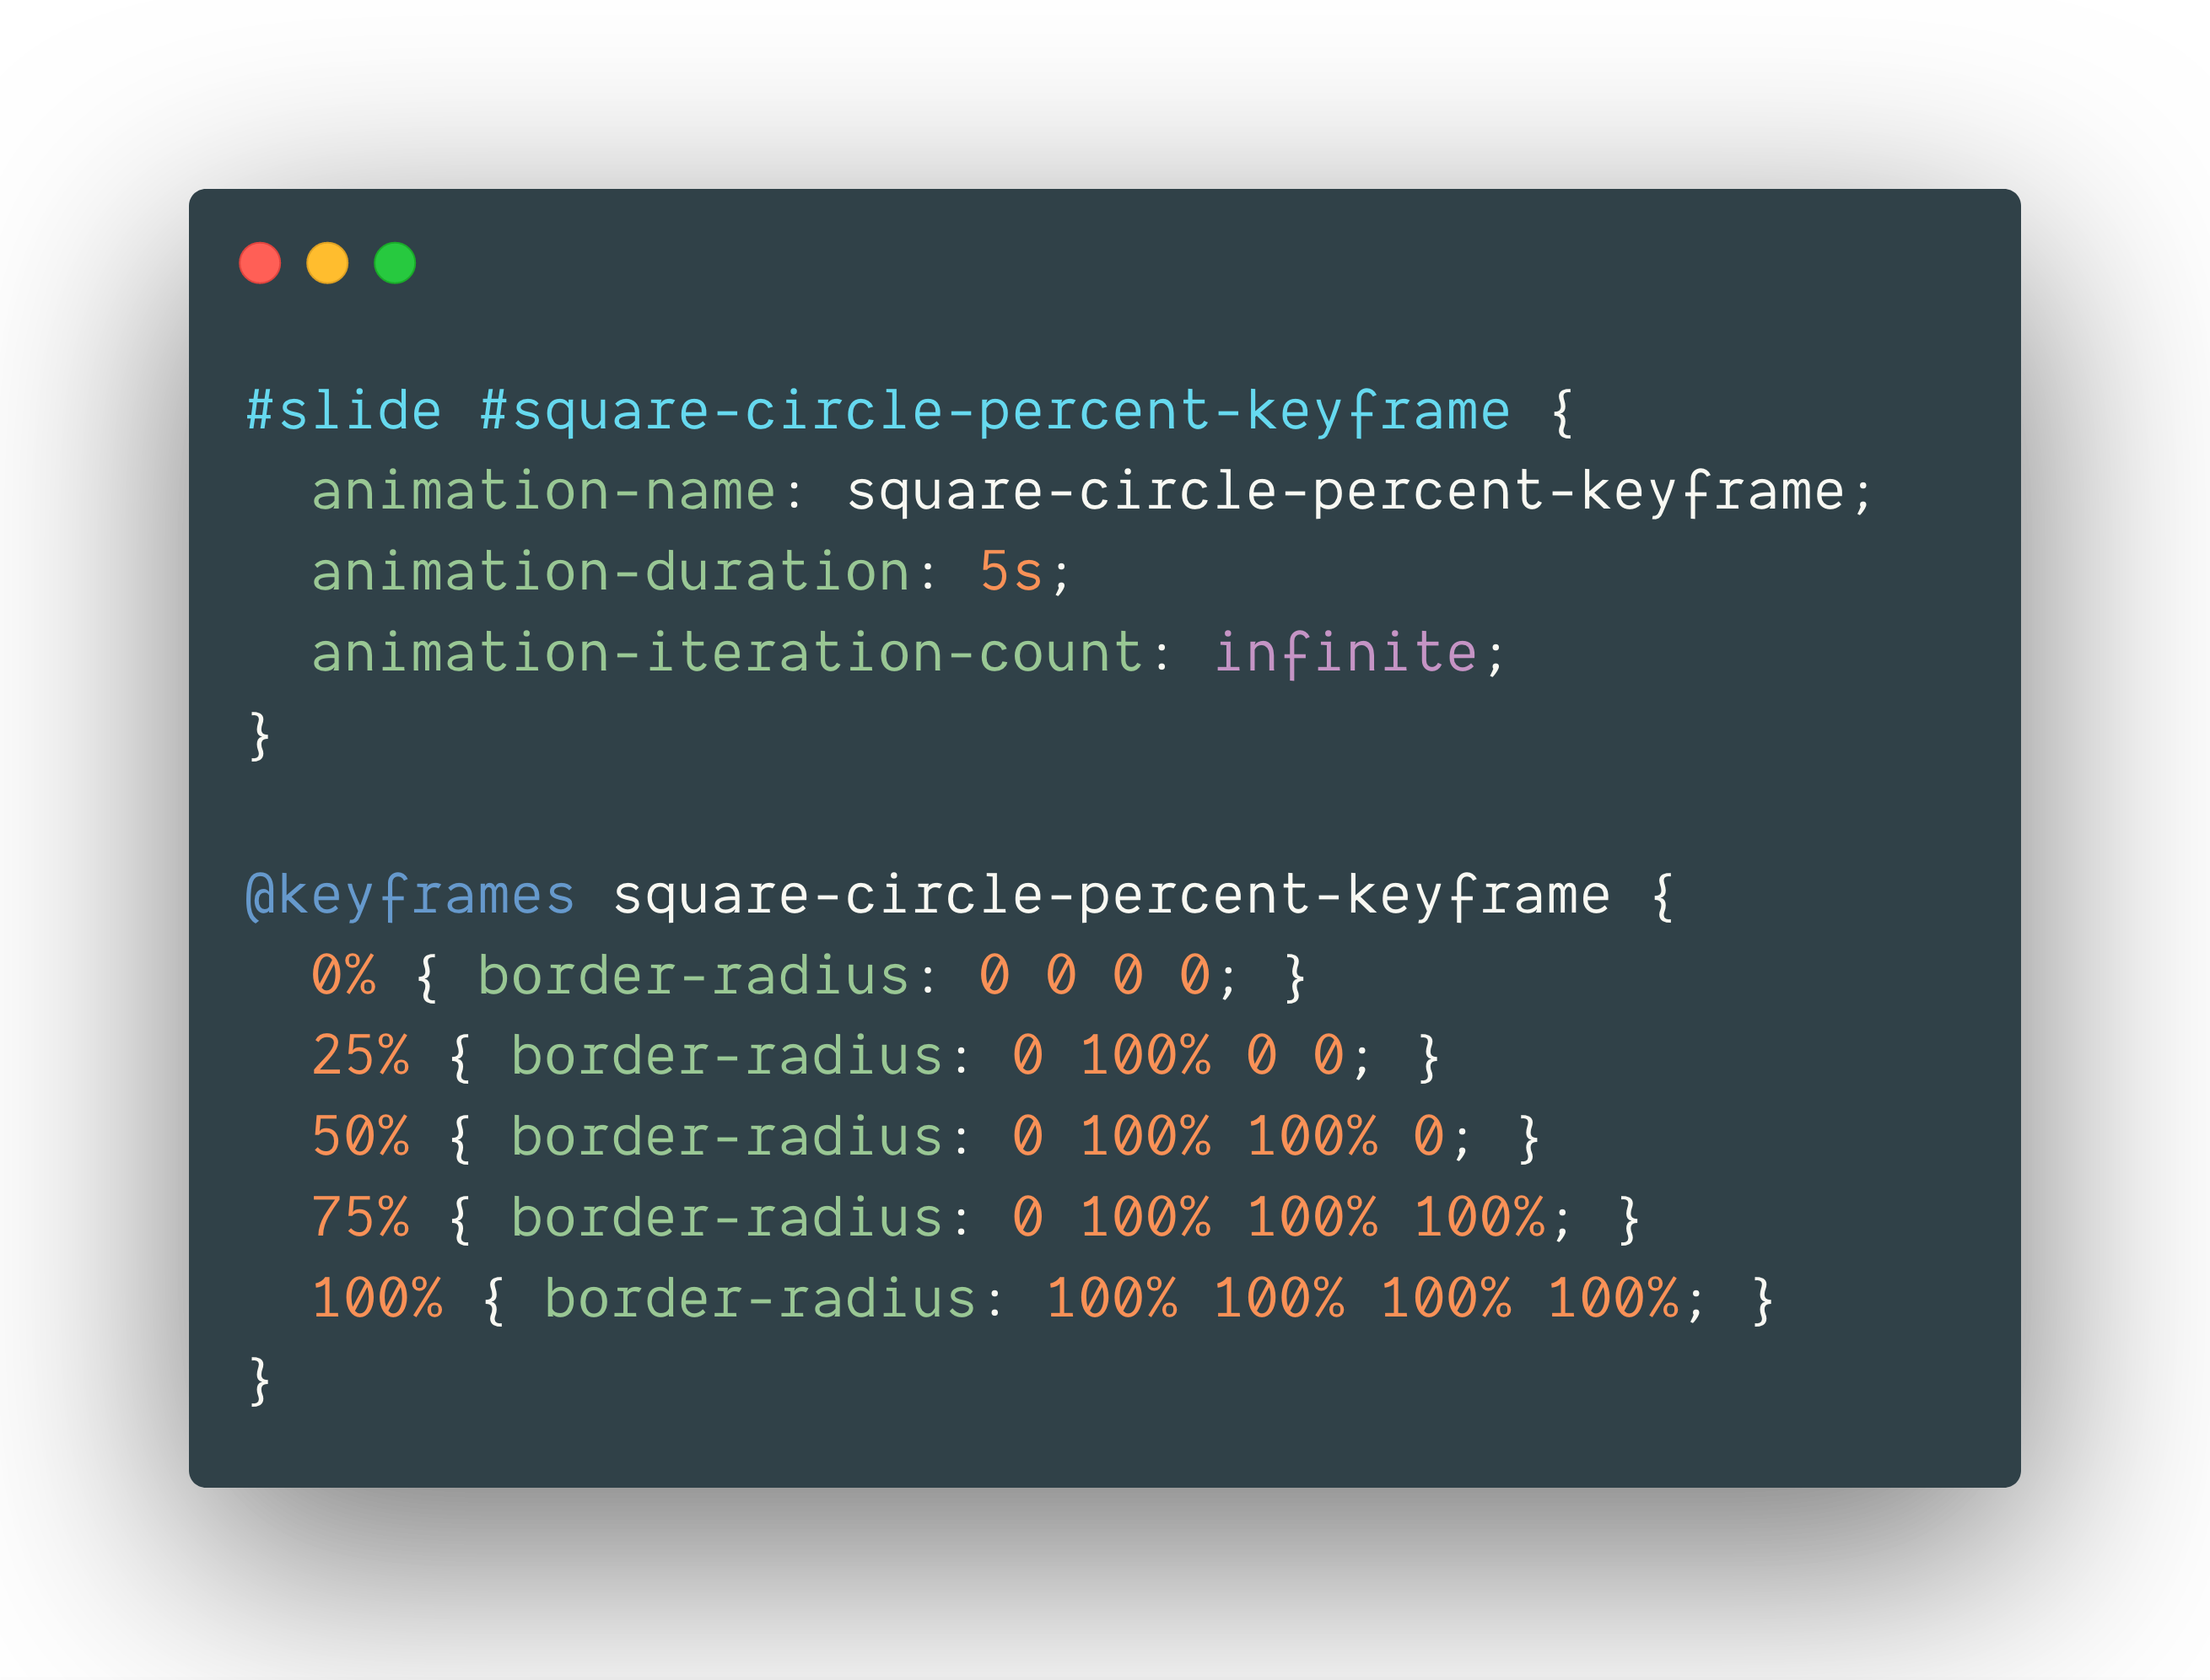 #slide #square-circle-percent-keyframe {
  animation-name: square-circle-percent-keyframe;
  animation-duration: 5s;
  animation-iteration-count: infinite;
}

@keyframes square-circle-percent-keyframe {
  0% { border-radius: 0 0 0 0; }
  25% { border-radius: 0 100% 0 0; }
  50% { border-radius: 0 100% 100% 0; }
  75% { border-radius: 0 100% 100% 100%; }
  100% { border-radius: 100% 100% 100% 100%; }
}